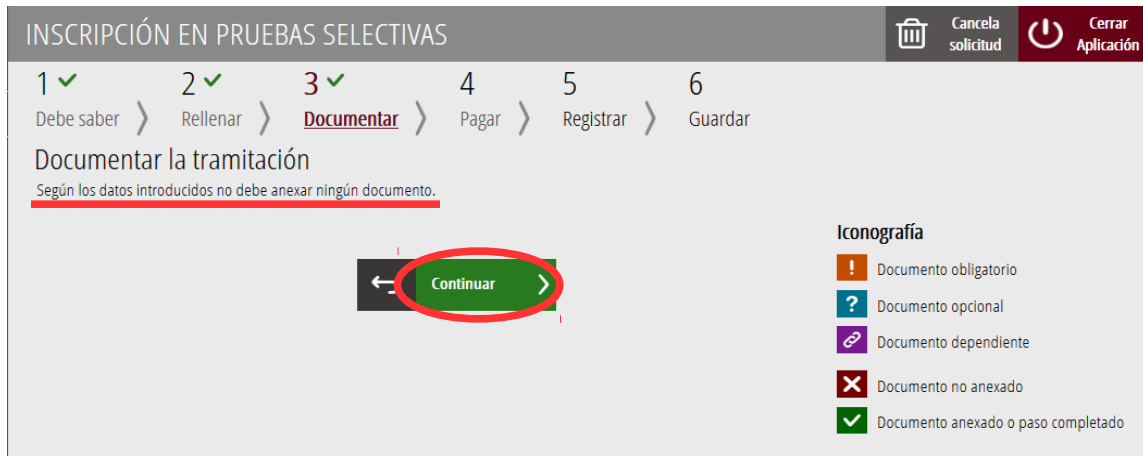 INSCRIPCIÓN EN PRUEBAS SELECTIVAS
Cancela
solicitud
Cerrar
Aplicación
1 2 3 4 5 6
Debe saber Rellenar Documentar Pagar Registrar Guardar
Documentar la tramitación
Según los datos introducidos no debe anexar ningún documento.
Continuar
Iconografía
! Documento obligatorio
? Documento opcional
Documento dependiente
Documento no anexado
Documento anexado o paso completado